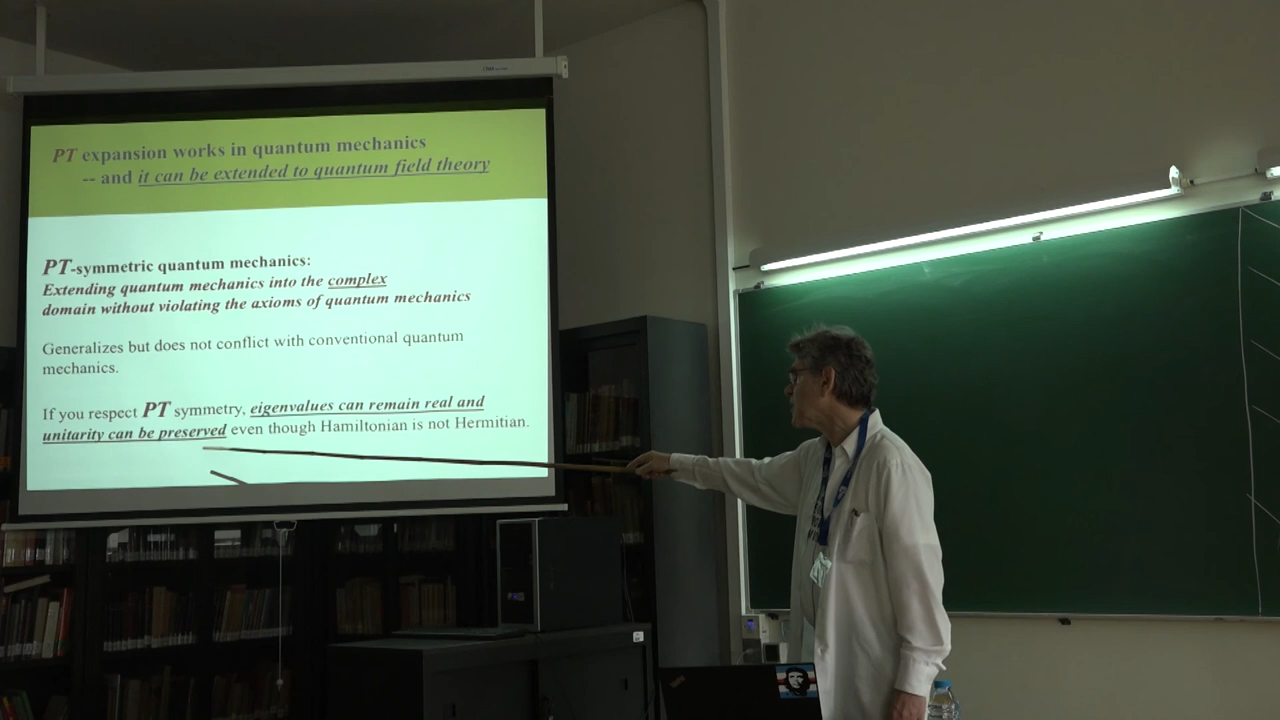 PT expansion works in quantum mechanics
-- and it can be extended to quantum field theory
PT-symmetric quantum mechanics:
Extending quantum mechanics into the complex
domain without violating the axioms of quantum mechanics
Generalizes but does not conflict with conventional quantum
mechanics.
If you respect PT symmetry, eigenvalues can remain real and
unitarity can be preserved even though Hamiltonian is not Hermitian.